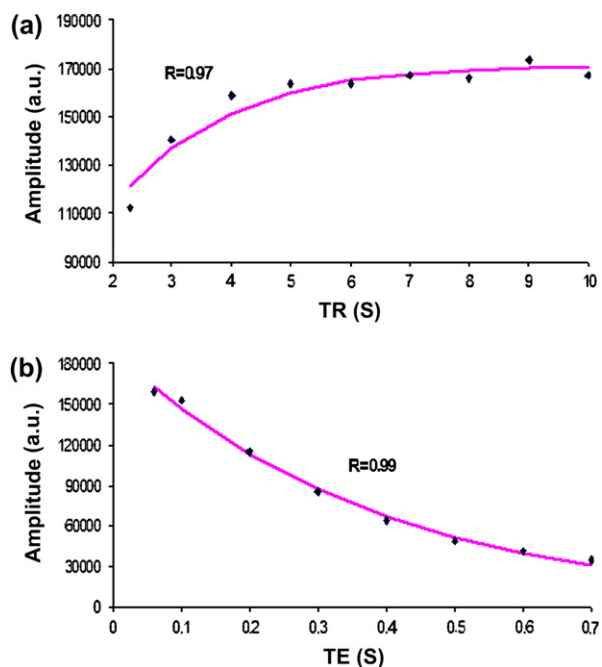 (a)
190000
170000
150000
130000
110000
90000
Amplitude (a.u.)
R=0.97
2 3 4 5 6 7 8 9 10
TR (S)
(b)
180000
150000
120000
90000
60000
30000
0
Amplitude (a.u.)
R=0.99
0 0.1 0.2 0.3 0.4 0.5 0.6 0.7
TE (S)